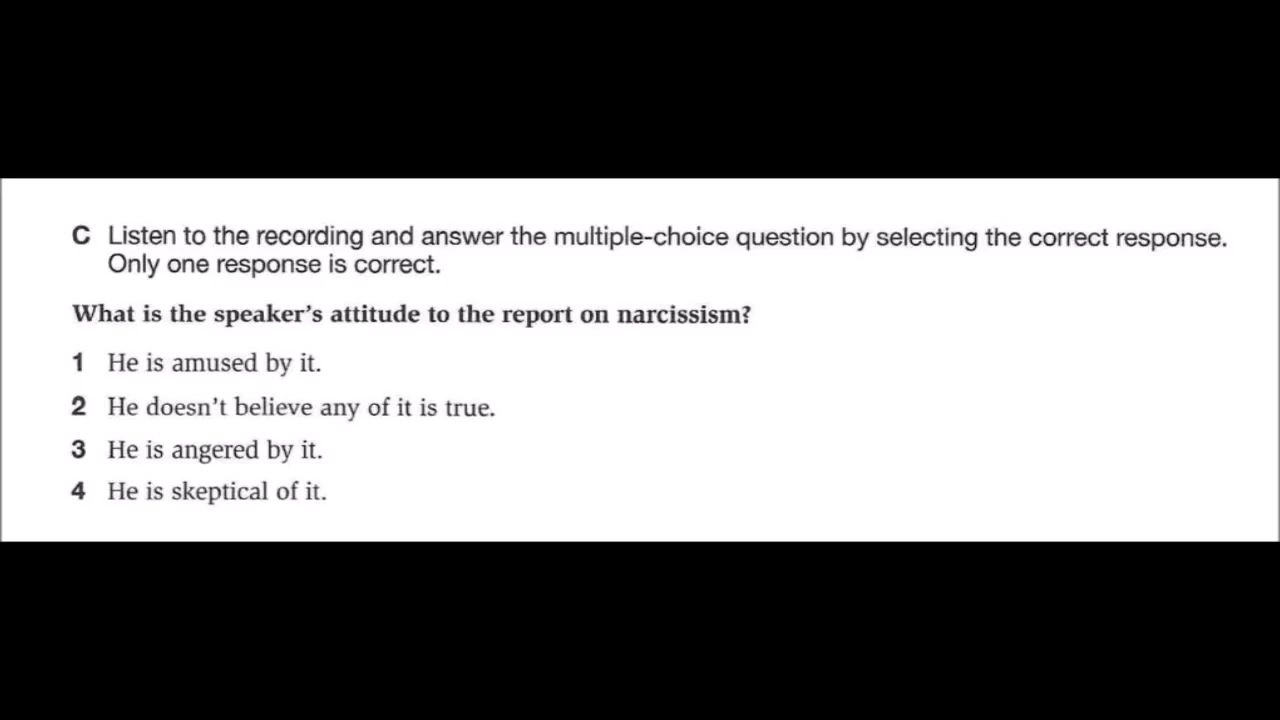 C Listen to the recording and answer the multiple-choice question by selecting the correct response.
Only one response is correct.
What is the speaker's attitude to the report on narcissism?
1 He is amused by it.
2 He doesn't believe any of it is true.
3 He is angered by it.
4 He is skeptical of it.